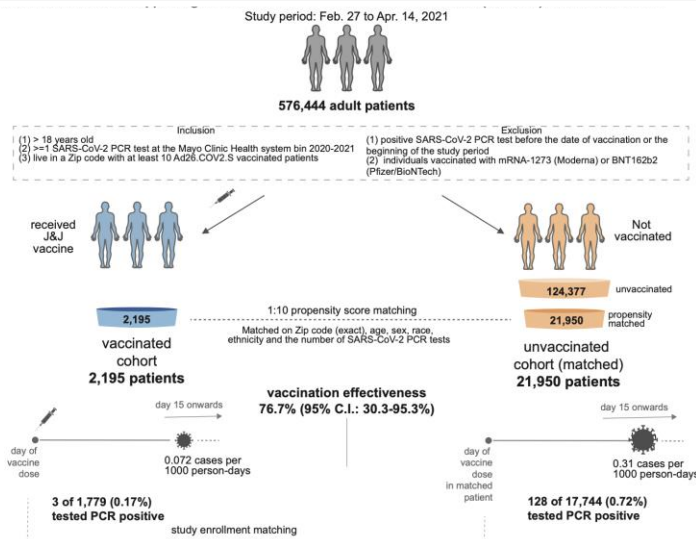 Study period: Feb. 27 to Apr. 14, 2021
576,444 adult patients
Inclusion
(1) > 18 years old
(2) >=1 SARS-CoV-2 PCR test at the Mayo Clinic Health system bin 2020-2021
(3) live in a Zip code with at least 10 Ad26.COV2.S vaccinated patients
Exclusion
(1) positive SARS-CoV-2 PCR test before the date of vaccination or the
beginning of the study period
(2) individuals vaccinated with mRNA-1273 (Moderna) or BNT162b2
(Pfizer/BioNTech)
received
J&J
vaccine
Not
vaccinated
124,377
unvaccinated
2,195
1:10 propensity score matching
21,950
propensity
matched
Matched on Zip code (exact), age, sex, race,
ethnicity and the number of SARS-CoV-2 PCR tests
vaccinated
cohort
2,195 patients
unvaccinated
cohort (matched)
21,950 patients
vaccination effectiveness
76.7% (95% C.I.: 30.3-95.3%)
day 15 onwards
day of
vaccine
dose
0.072 cases per
1000 person-days
3 of 1,779 (0.17%)
tested PCR positive
day 15 onwards
day of
vaccine
dose
in matched
patient
0.31 cases per
1000 person-days
128 of 17,744 (0.72%)
tested PCR positive
study enrollment matching